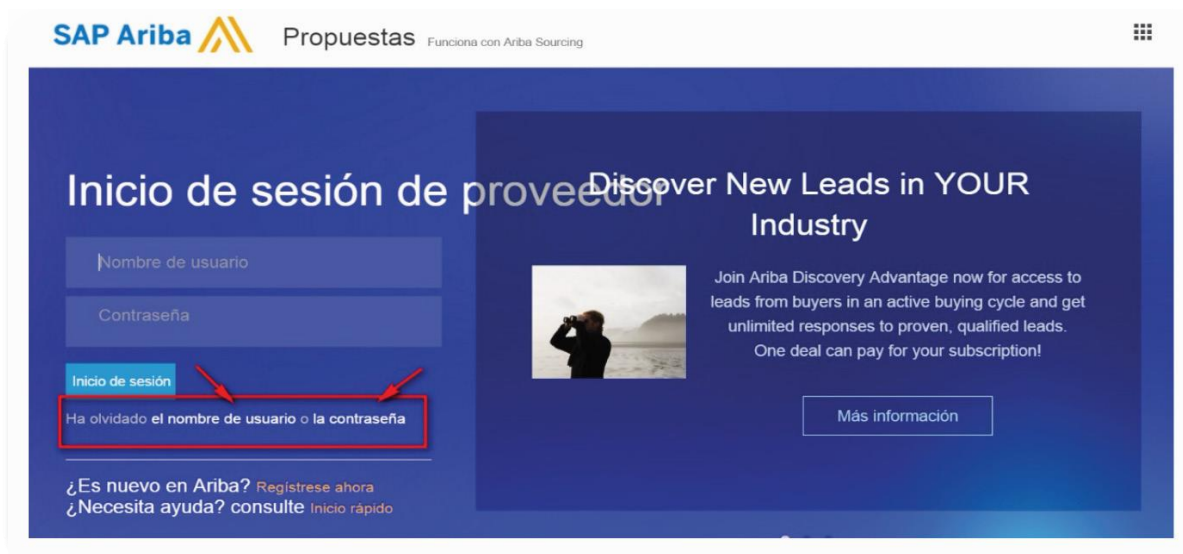 SAP Ariba Propuestas Funciona con Ariba Sourcing
Inicio de sesión de proveedor
Nombre de usuario
Contraseña
Inicio de sesión
Ha olvidado el nombre de usuario o la contraseña
¿Es nuevo en Ariba? Regístrese ahora
¿Necesita ayuda? consulte Inicio rápido
Discover New Leads in YOUR
Industry
Join Ariba Discovery Advantage now for access to
leads from buyers in an active buying cycle and get
unlimited responses to proven, qualified leads.
One deal can pay for your subscription!
Más información